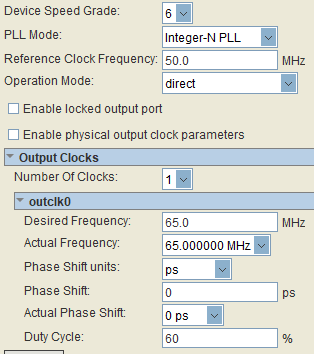 Device Speed Grade: 6
PLL Mode: Integer-N PLL
Reference Clock Frequency: 50.0 MHz
Operation Mode: direct
Enable locked output port
Enable physical output clock parameters
Output Clocks
Number Of Clocks: 1
outclk0
Desired Frequency: 65.0 MHz
Actual Frequency: 65.000000 MHz
Phase Shift units: ps
Phase Shift: 0 ps
Actual Phase Shift: 0 ps
Duty Cycle: 60 %